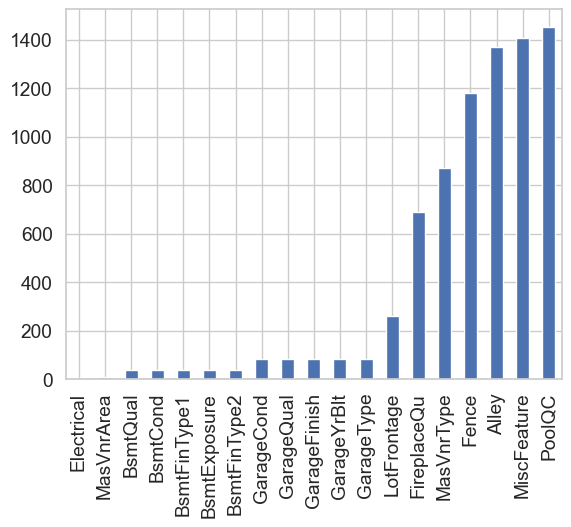 1400
1200
1000
800
600
400
200
0
Electrical
MasVnrArea
BsmtQual
BsmtCond
BsmtFinType1
BsmtExposure
BsmtFinType2
GarageCond
GarageQual
GarageFinish
GarageYrBlt
GarageType
LotFrontage
FireplaceQu
MasVnrType
Fence
Alley
MiscFeature
PoolQC